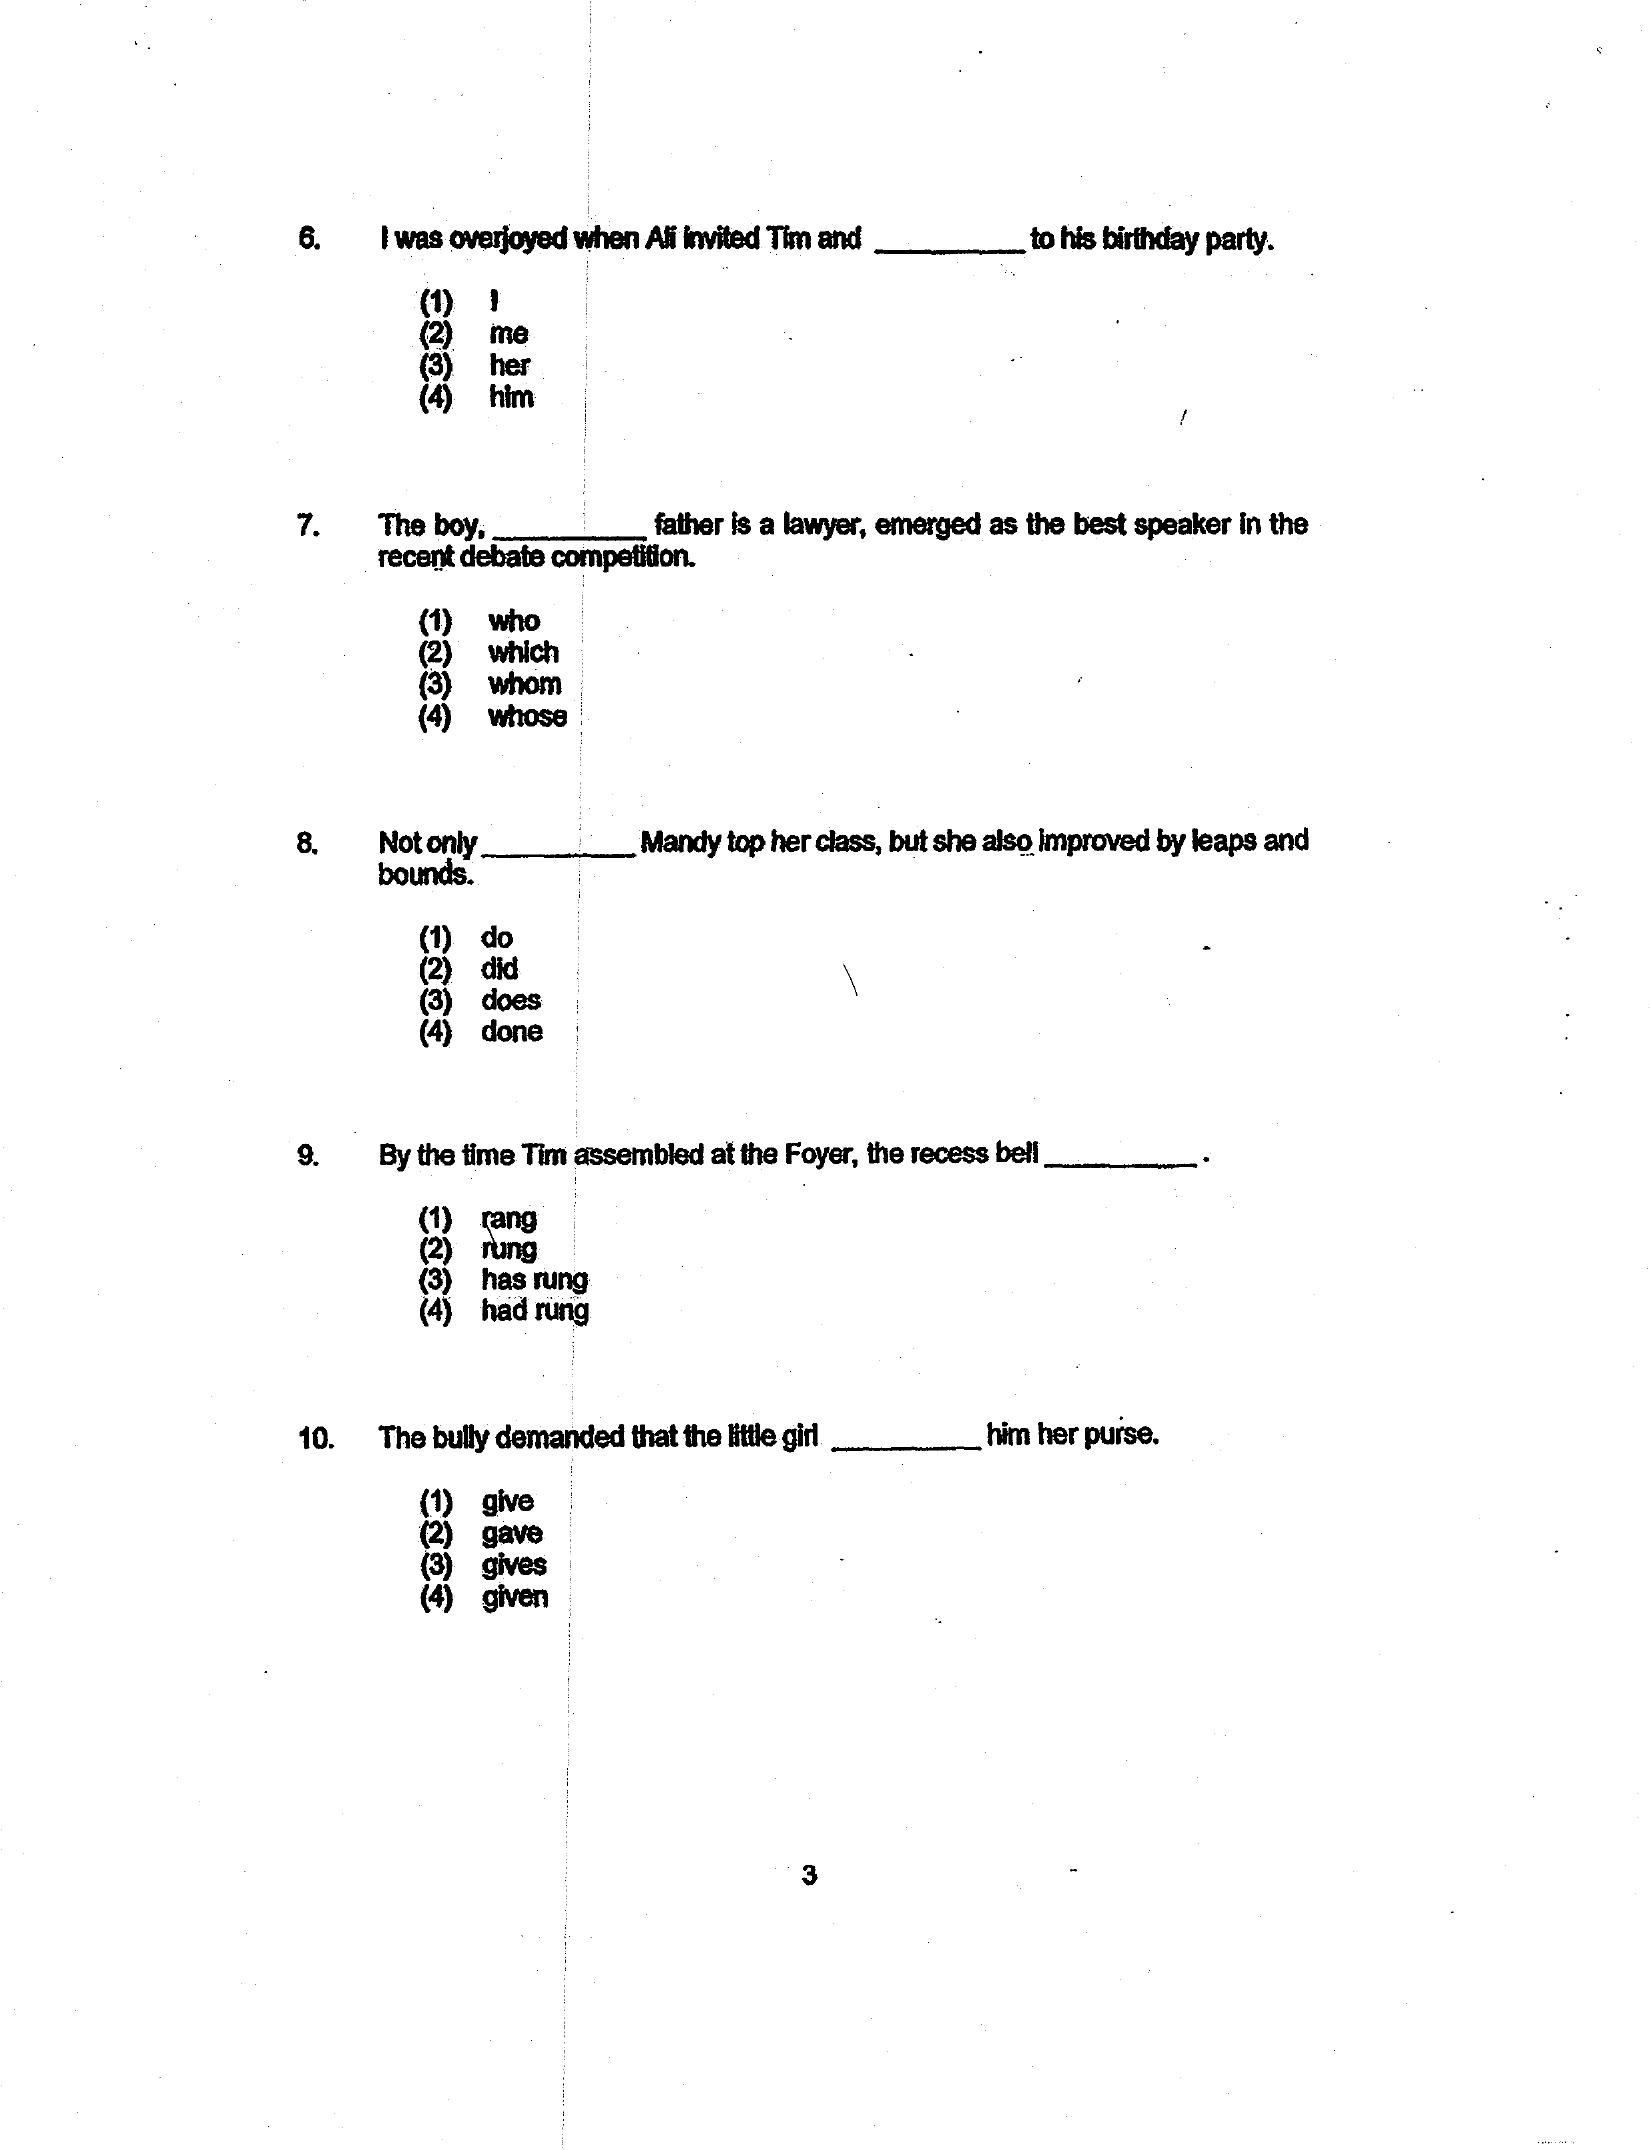 6. I was overjoyed when Ali invited Tim and __________ to his birthday party.
(1) I
(2) me
(3) her
(4) him
7. The boy, __________ father is a lawyer, emerged as the best speaker in the
recent debate competition.
(1) who
(2) which
(3) whom
(4) whose
8. Not only __________ Mandy top her class, but she also improved by leaps and
bounds.
(1) do
(2) did
(3) does
(4) done
9. By the time Tim assembled at the Foyer, the recess bell __________ .
(1) rang
(2) rung
(3) has rung
(4) had rung
10. The bully demanded that the little girl __________ him her purse.
(1) give
(2) gave
(3) gives
(4) given
3